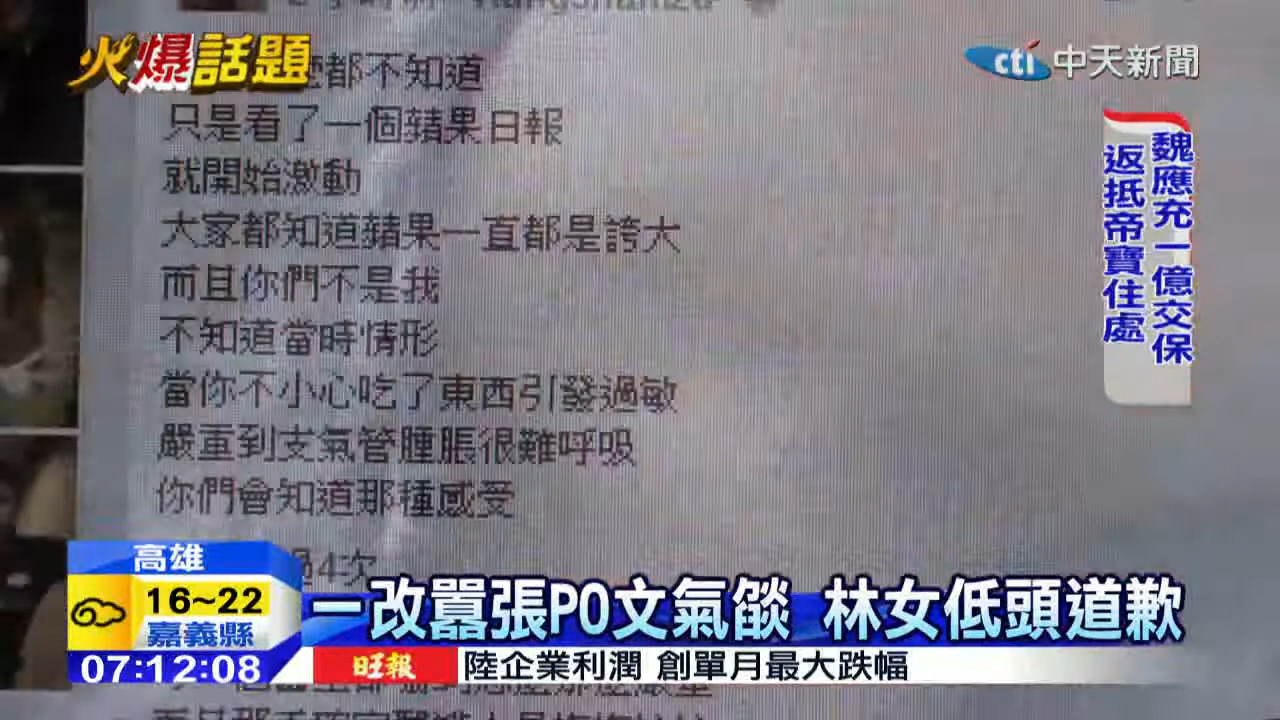 火爆話題
cti 中天新聞
都不知道
只是看了一個蘋果日報
就開始激動
大家都知道蘋果一直都是誇大
而且你們不是我
不知道當時情形
當你不小心吃了東西引發過敏
嚴重到支氣管腫脹很難呼吸
你們會知道那種感受
過4次
魏應充一億交保
返抵帝寶住處
高雄
16~22
嘉義縣
07:12:08
一改囂張PO文氣燄 林女低頭道歉
旺報
陸企業利潤 創單月最大跌幅